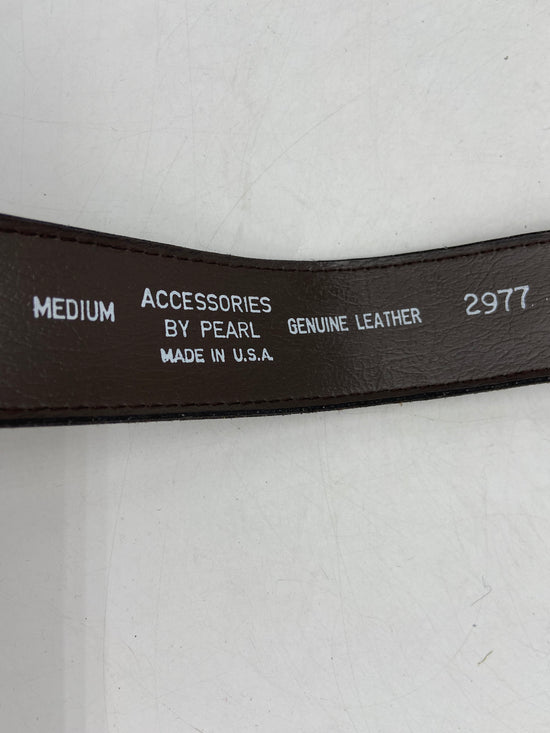 MEDIUM
ACCESSORIES
BY PEARL
MADE IN U.S.A.
GENUINE LEATHER
2977